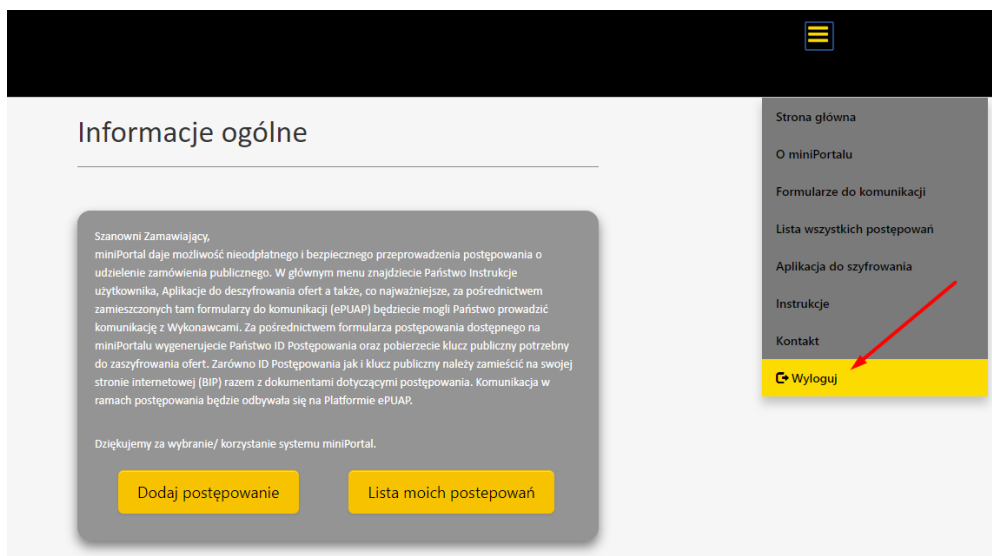 Informacje ogólne
Szanowni Zamawiający,
miniPortal daje możliwość nieodpłatnego i bezpiecznego przeprowadzenia postępowania o
udzielenie zamówienia publicznego. W głównym menu znajdziecie Państwo Instrukcje
użytkownika, Aplikacje do deszyfrowania ofert a także, co najważniejsze, za pośrednictwem
zamieszczonych tam formularzy do komunikacji (ePUAP) będziecie mogli Państwo prowadzić
komunikację z Wykonawcami. Za pośrednictwem formularza postępowania dostępnego na
miniPortalu wygenerujecie Państwo ID Postępowania oraz pobierzecie klucz publiczny potrzebny
do zaszyfrowania ofert. Zarówno ID Postępowania jak i klucz publiczny należy zamieścić na swojej
stronie internetowej (BIP) razem z dokumentami dotyczącymi postępowania. Komunikacja w
ramach postępowania będzie odbywała się na Platformie ePUAP.
Dziękujemy za wybranie/ korzystanie systemu miniPortal.
Dodaj postępowanie
Lista moich postepowań
Strona główna
O miniPortalu
Formularze do komunikacji
Lista wszystkich postępowań
Aplikacja do szyfrowania
Instrukcje
Kontakt
Wyloguj